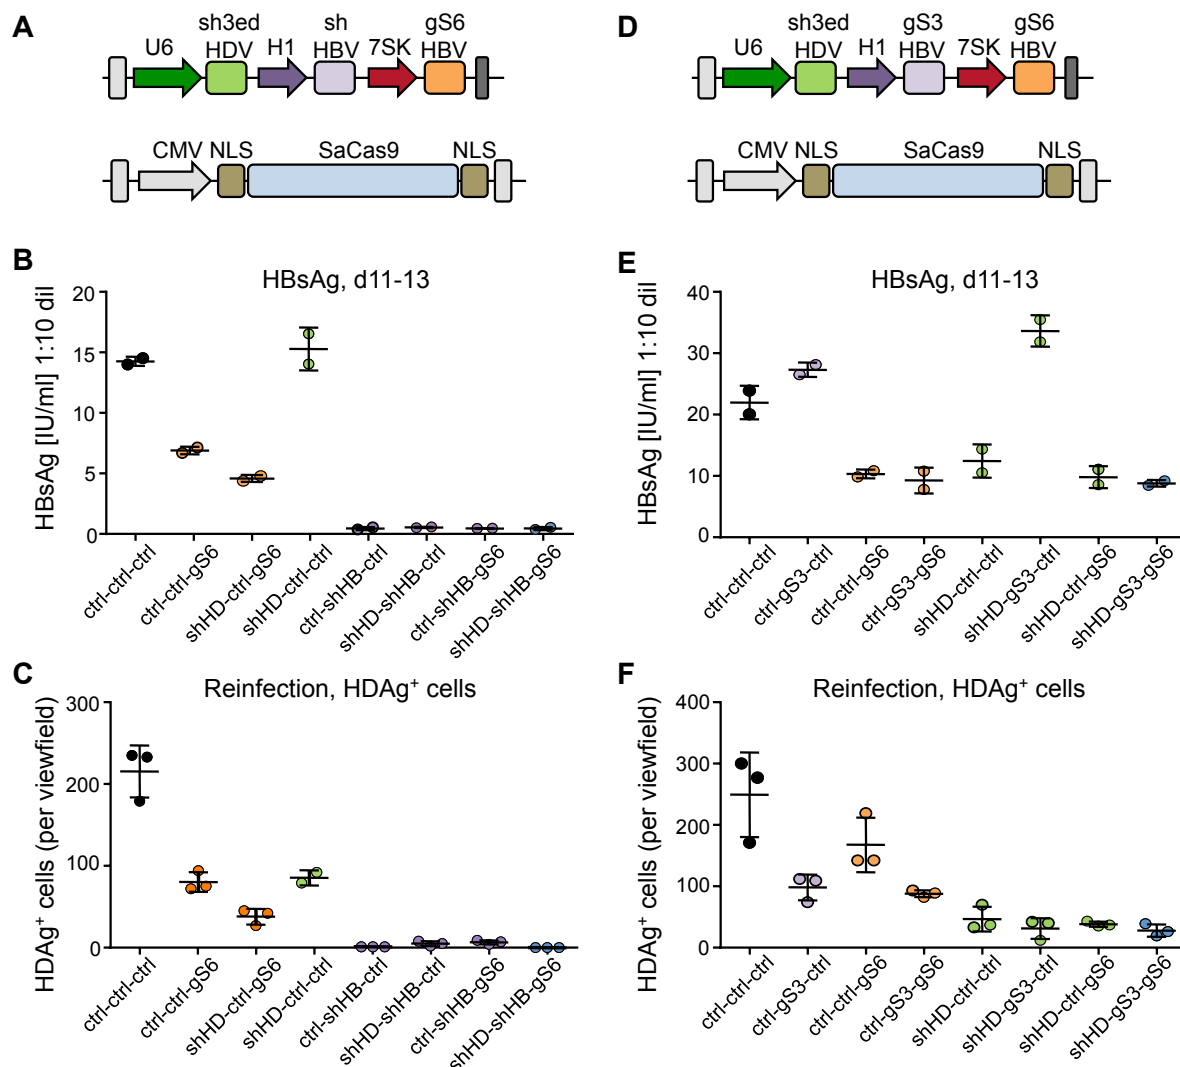 A
sh3ed sh gS6
U6 HDV H1 HBV 7SK HBV
CMV NLS SaCas9 NLS
B
HBsAg, d11-13
HBsAg [IU/ml] 1:10 dil
20
15
10
5
0
ctrl-ctrl-ctrl
ctrl-ctrl-gS6
shHD-ctrl-gS6
shHD-ctrl-ctrl
ctrl-shHB-ctrl
shHD-shHB-ctrl
ctrl-shHB-gS6
shHD-shHB-gS6
C
Reinfection, HDAg+ cells
HDAg+ cells (per viewfield)
300
200
100
0
ctrl-ctrl-ctrl
ctrl-ctrl-gS6
shHD-ctrl-gS6
shHD-ctrl-ctrl
ctrl-shHB-ctrl
shHD-shHB-ctrl
ctrl-shHB-gS6
shHD-shHB-gS6
D
sh3ed gS3 gS6
U6 HDV H1 HBV 7SK HBV
CMV NLS SaCas9 NLS
E
HBsAg, d11-13
HBsAg [IU/ml] 1:10 dil
40
30
20
10
0
ctrl-ctrl-ctrl
ctrl-gS3-ctrl
ctrl-ctrl-gS6
ctrl-gS3-gS6
shHD-ctrl-ctrl
shHD-gS3-ctrl
shHD-ctrl-gS6
shHD-gS3-gS6
F
Reinfection, HDAg+ cells
HDAg+ cells (per viewfield)
400
300
200
100
0
ctrl-ctrl-ctrl
ctrl-gS3-ctrl
ctrl-ctrl-gS6
ctrl-gS3-gS6
shHD-ctrl-ctrl
shHD-gS3-ctrl
shHD-ctrl-gS6
shHD-gS3-gS6